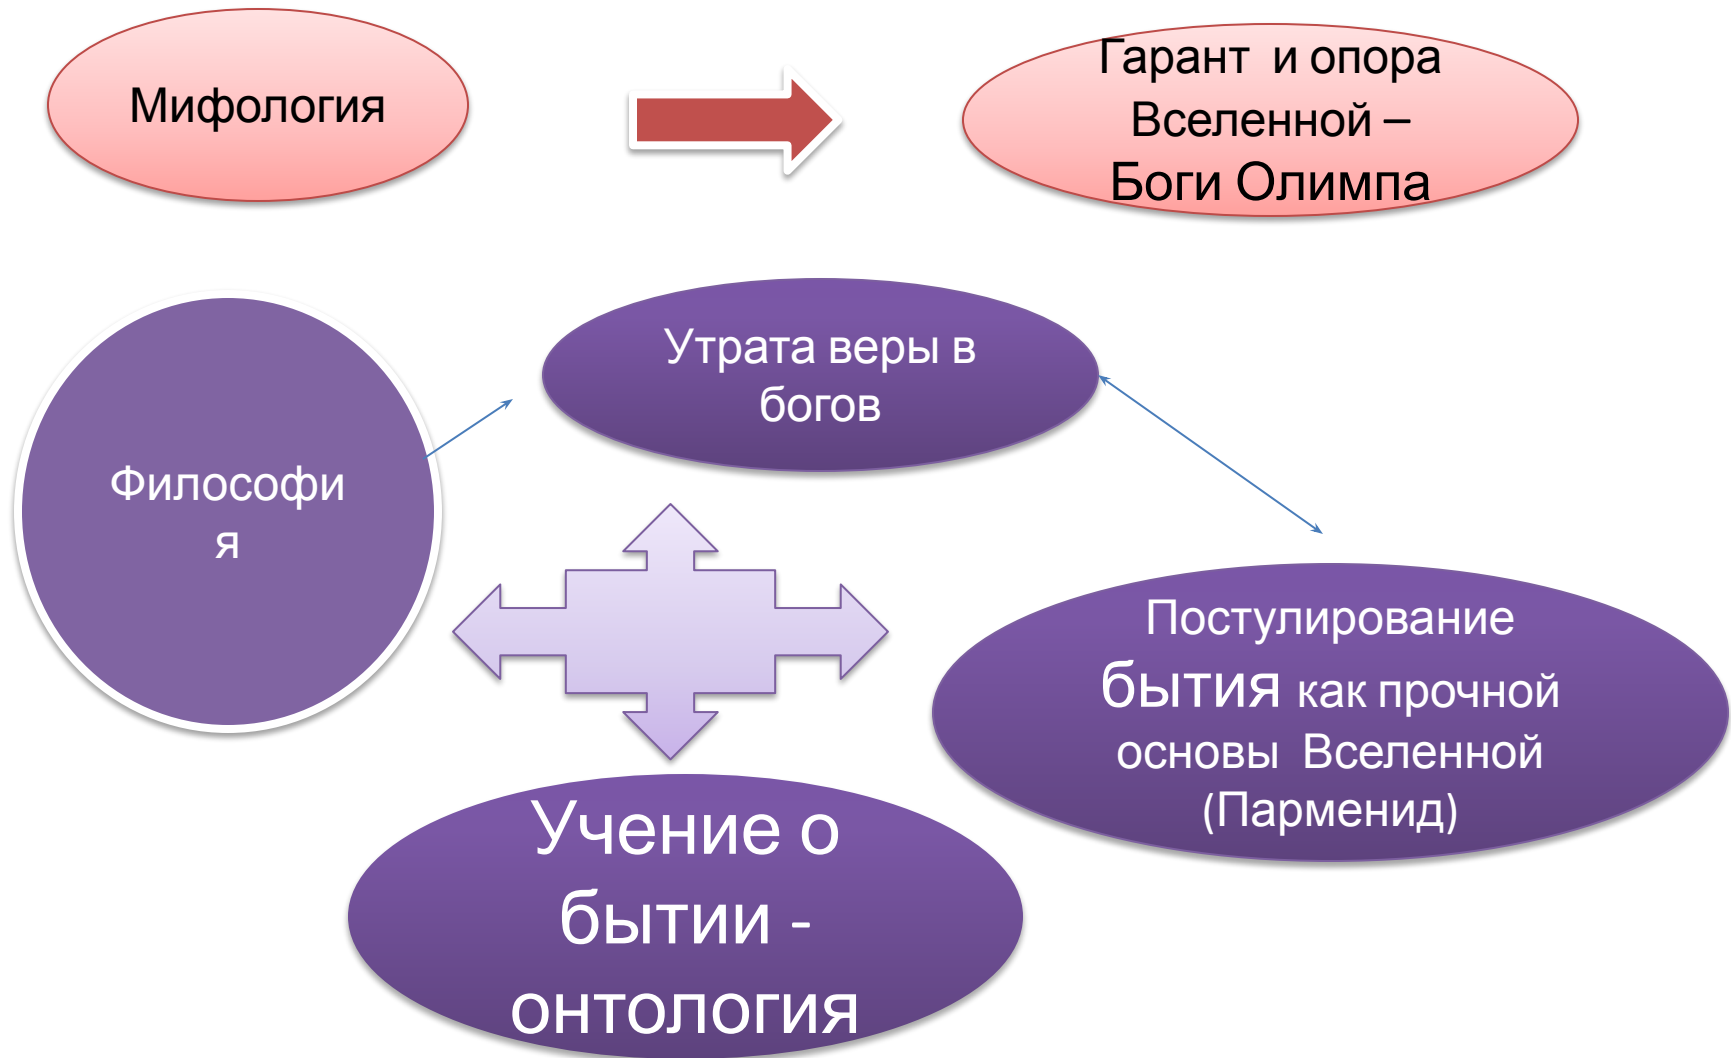 Мифология
Гарант и опора
Вселенной –
Боги Олимпа
Утрата веры в
богов
Философи
я
Постулирование
бытия как прочной
основы Вселенной
(Парменид)
Учение о
бытии -
онтология